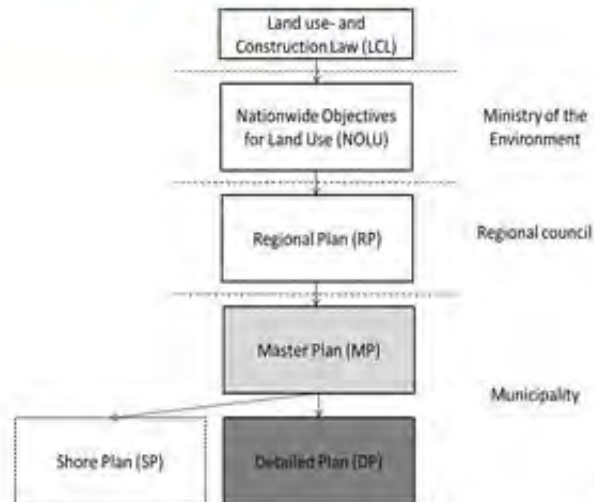 Land use- and
Construction Law (LCL)
Nationwide Objectives
for Land Use (NOLU)
Ministry of the
Environment
Regional Plan (RP)
Regional council
Master Plan (MP)
Municipality
Shore Plan (SP)
Detailed Plan (DP)